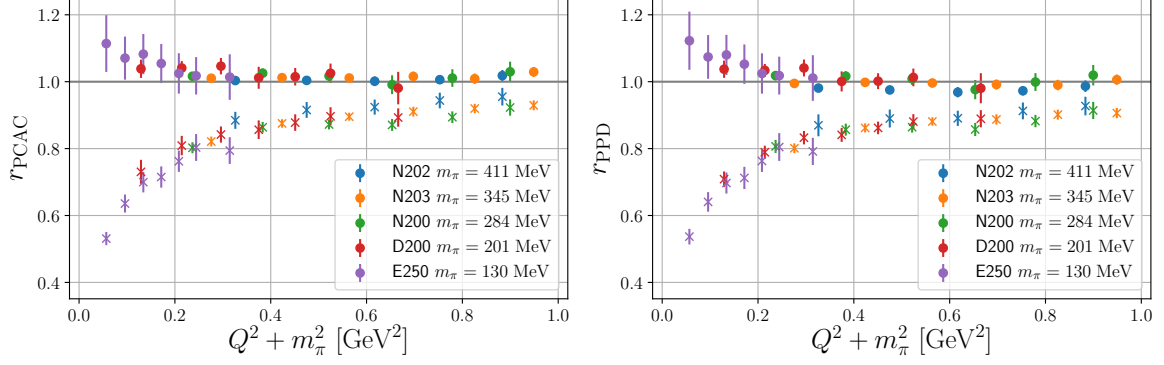 1.2
1.0
0.8
0.6
0.4
r_PCAC
N202 m_π = 411 MeV
N203 m_π = 345 MeV
N200 m_π = 284 MeV
D200 m_π = 201 MeV
E250 m_π = 130 MeV
0.0 0.2 0.4 0.6 0.8 1.0
Q² + m_π² [GeV²]
1.2
1.0
0.8
0.6
0.4
r_PPD
N202 m_π = 411 MeV
N203 m_π = 345 MeV
N200 m_π = 284 MeV
D200 m_π = 201 MeV
E250 m_π = 130 MeV
0.0 0.2 0.4 0.6 0.8 1.0
Q² + m_π² [GeV²]